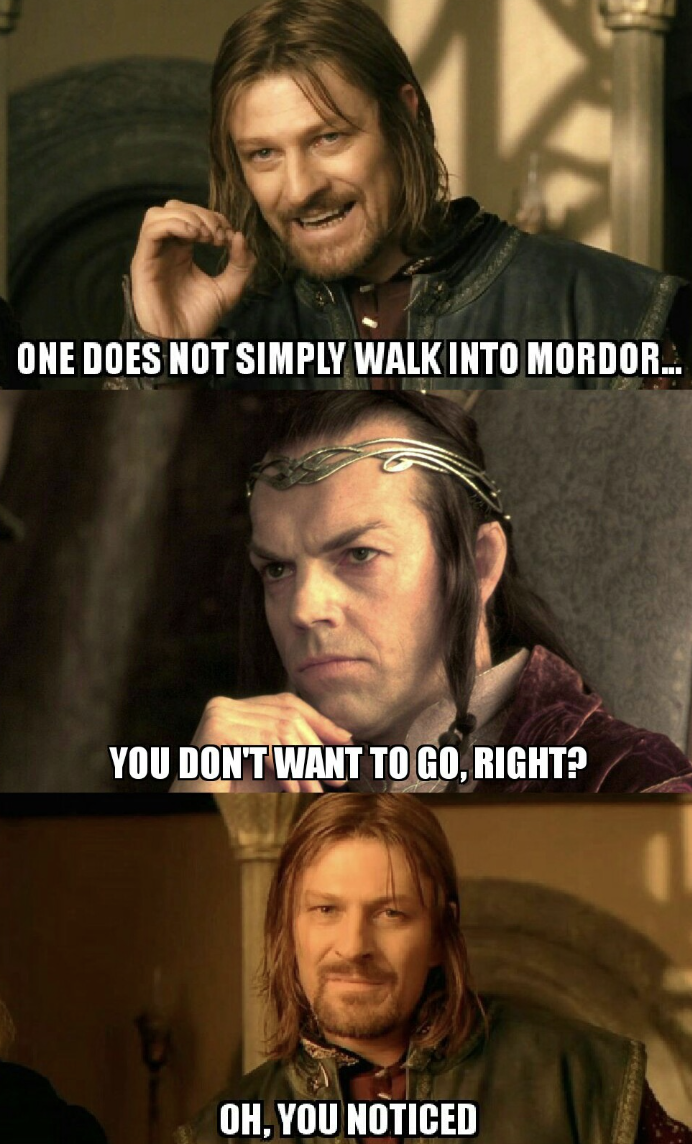 ONE DOES NOT SIMPLY WALK INTO MORDOR...
YOU DON'T WANT TO GO, RIGHT?
OH, YOU NOTICED